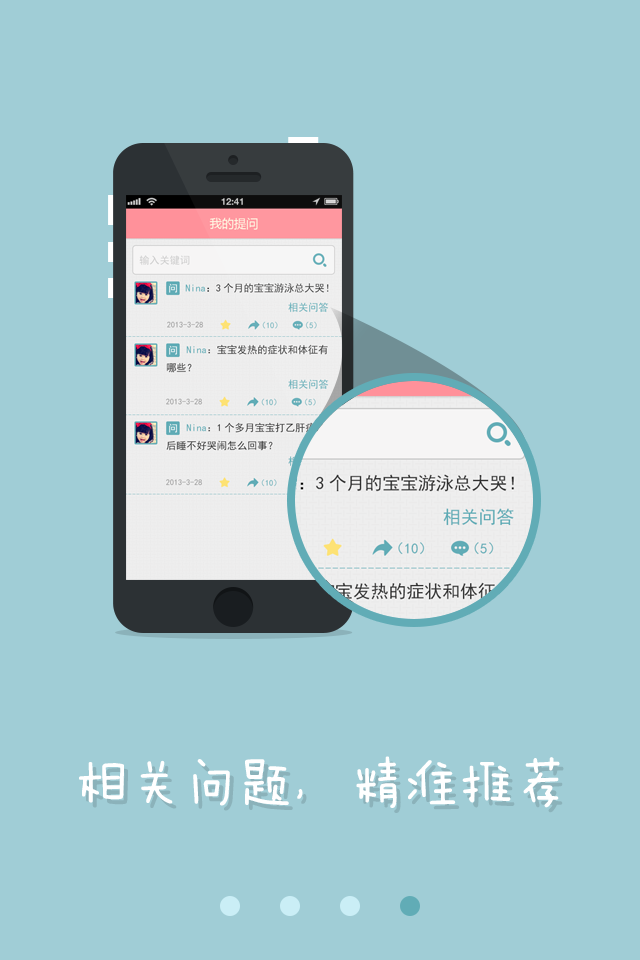 12:41
我的提问
输入关键词
问 Nina：3 个月的宝宝游泳总大哭！
相关问答
2013-3-28 (10) (5)
问 Nina：宝宝发热的症状和体征有
哪些？
相关问答
2013-3-28 (10) (5)
问 Nina：1 个多月宝宝打乙肝
后睡不好哭闹怎么回事？
2013-3-28 (10)
：3 个月的宝宝游泳总大哭！
相关问答
(10) (5)
宝发热的症状和体征
相关问题，精准推荐